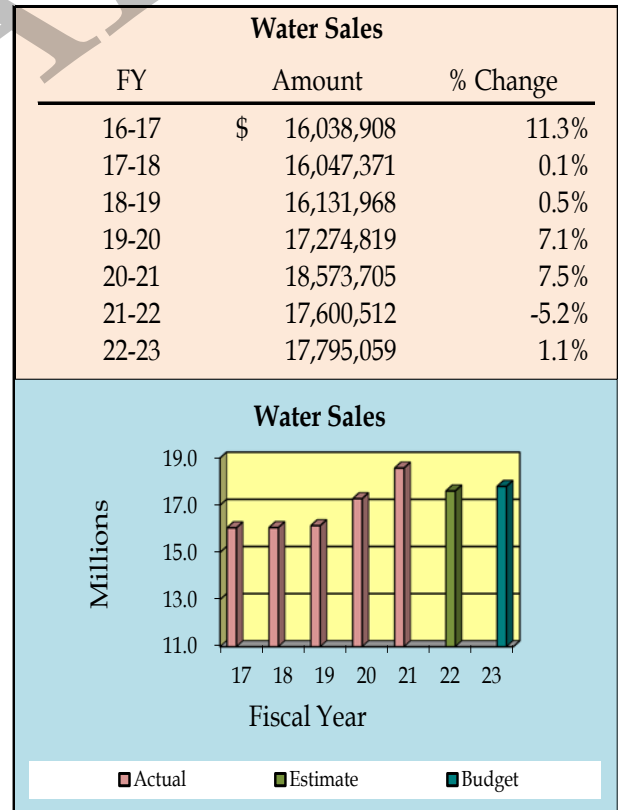 Water Sales
FY Amount % Change
16-17 $ 16,038,908 11.3%
17-18 16,047,371 0.1%
18-19 16,131,968 0.5%
19-20 17,274,819 7.1%
20-21 18,573,705 7.5%
21-22 17,600,512 -5.2%
22-23 17,795,059 1.1%
Water Sales
19.0
17.0
15.0
13.0
11.0
Millions
17 18 19 20 21 22 23
Fiscal Year
Actual Estimate Budget